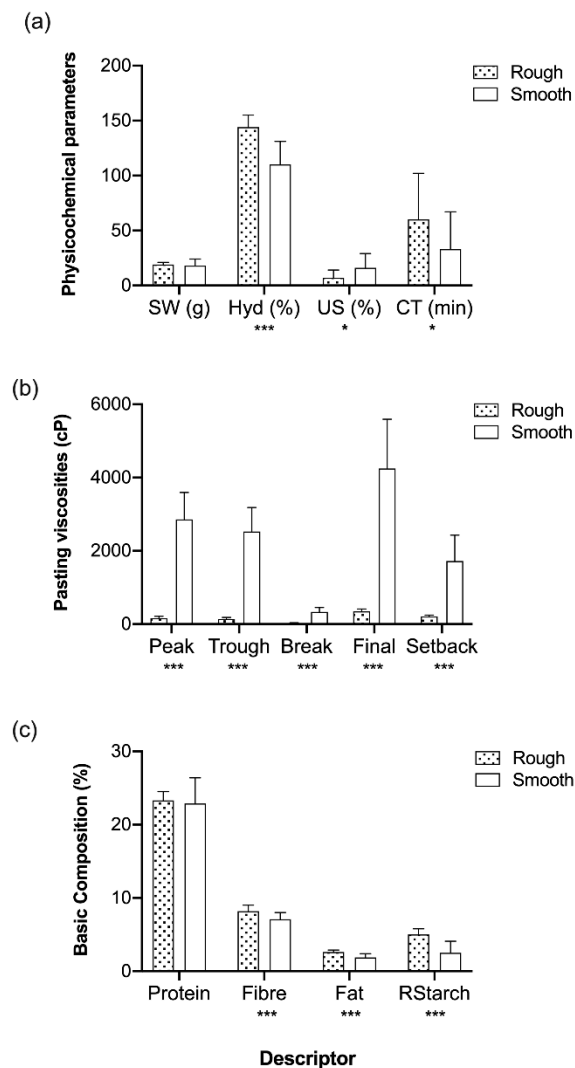 (a)
Physicochemical parameters
200
150
100
50
0
Rough
Smooth
SW (g) Hyd (%) US (%) CT (min)
*** * *
(b)
Pasting viscosities (cP)
6000
4000
2000
0
Rough
Smooth
Peak Trough Break Final Setback
*** *** *** *** ***
(c)
Basic Composition (%)
30
20
10
0
Rough
Smooth
Protein Fibre Fat RStarch
*** *** ***
Descriptor